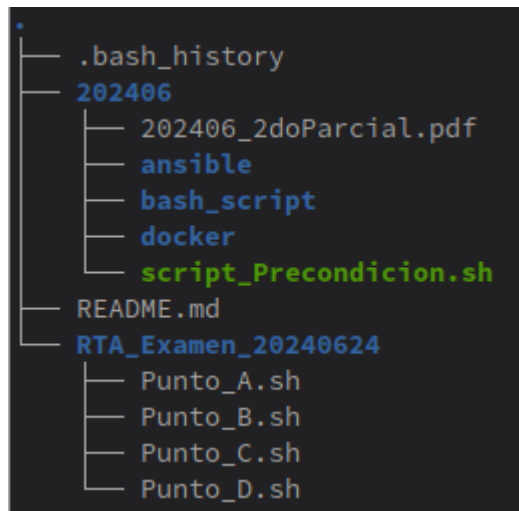 .
├── .bash_history
├── 202406
│   ├── 202406_2doParcial.pdf
│   ├── ansible
│   ├── bash_script
│   ├── docker
│   └── script_Precondicion.sh
├── README.md
└── RTA_Examen_20240624
    ├── Punto_A.sh
    ├── Punto_B.sh
    ├── Punto_C.sh
    └── Punto_D.sh